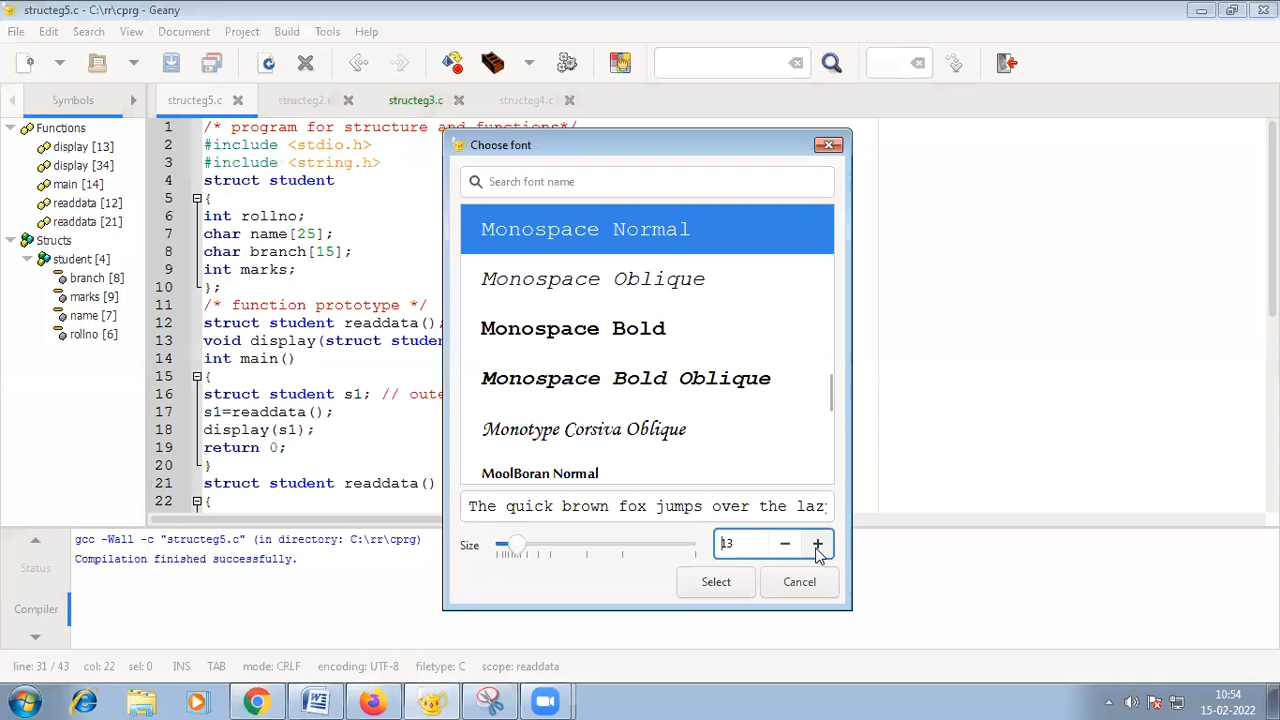 structeg5.c - C:\rr\cprg - Geany
File Edit Search View Document Project Build Tools Help
Symbols structeg5.c structeg2.c structeg3.c structeg4.c
Functions
display [13]
display [34]
main [14]
readdata [12]
readdata [21]
Structs
student [4]
branch [8]
marks [9]
name [7]
rollno [6]
1 /* program for structure and functions*/
2 #include <stdio.h>
3 #include <string.h>
4 struct student
5 {
6 int rollno;
7 char name[25];
8 char branch[15];
9 int marks;
10 };
11 /* function prototype */
12 struct student readdata();
13 void display(struct stude
14 int main()
15 {
16 struct student s1; // oute
17 s1=readdata();
18 display(s1);
19 return 0;
20 }
21 struct student readdata()
22 {
Choose font
Search font name
Monospace Normal
Monospace Oblique
Monospace Bold
Monospace Bold Oblique
Monotype Corsiva Oblique
MoolBoran Normal
The quick brown fox jumps over the lazy
Size 13 - +
Select Cancel
Status
Compiler
gcc -Wall -c "structeg5.c" (in directory: C:\rr\cprg)
Compilation finished successfully.
line: 31 / 43 col: 22 sel: 0 INS TAB mode: CRLF encoding: UTF-8 filetype: C scope: readdata
10:54
15-02-2022